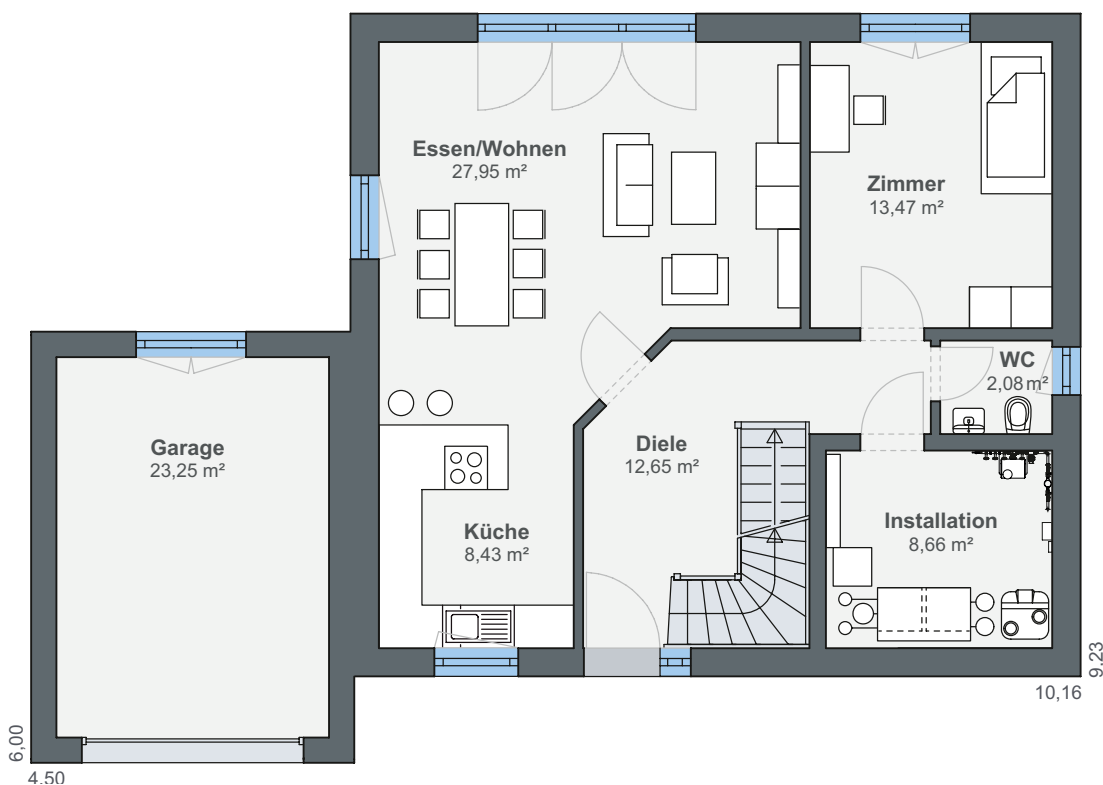 Essen/Wohnen
27,95 m²
Zimmer
13,47 m²
WC
2,08 m²
Garage
23,25 m²
Diele
12,65 m²
Küche
8,43 m²
Installation
8,66 m²
9.23
10,16
6,00
4.50